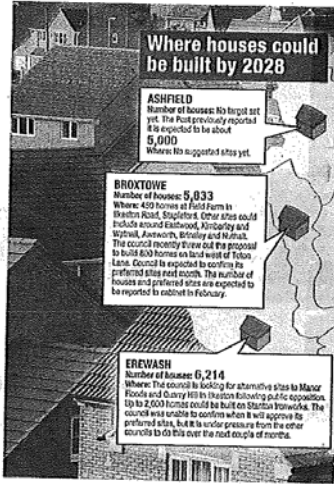 Where houses could
be built by 2028
ASHFIELD
Number of houses: No target set
yet. The Post previously reported
it is expected to be about
5,000
Where: No suggested sites yet.
BROXTOWE
Number of houses: 5,033
Where: 450 homes at Field Farm in
Ilkeston Road, Stapleford. Other sites could
include around Eastwood, Kimberley and
Watnall, Awsworth, Brinsley and Nuthall.
The council recently threw out the proposal
to build 800 homes on land west of Toton
Lane. Council is expected to confirm its
preferred sites next month. The number of
houses and preferred sites are expected to
be reported to cabinet in February.
EREWASH
Number of houses: 6,214
Where: The council is looking for alternative sites to Manor
Floods and Quarry Hill in Ilkeston following public opposition.
Up to 2,000 homes could be built on Stanton Ironworks. The
council was unable to confirm when it will approve its
preferred sites, but it is under pressure from the other
councils to do this over the next couple of months.